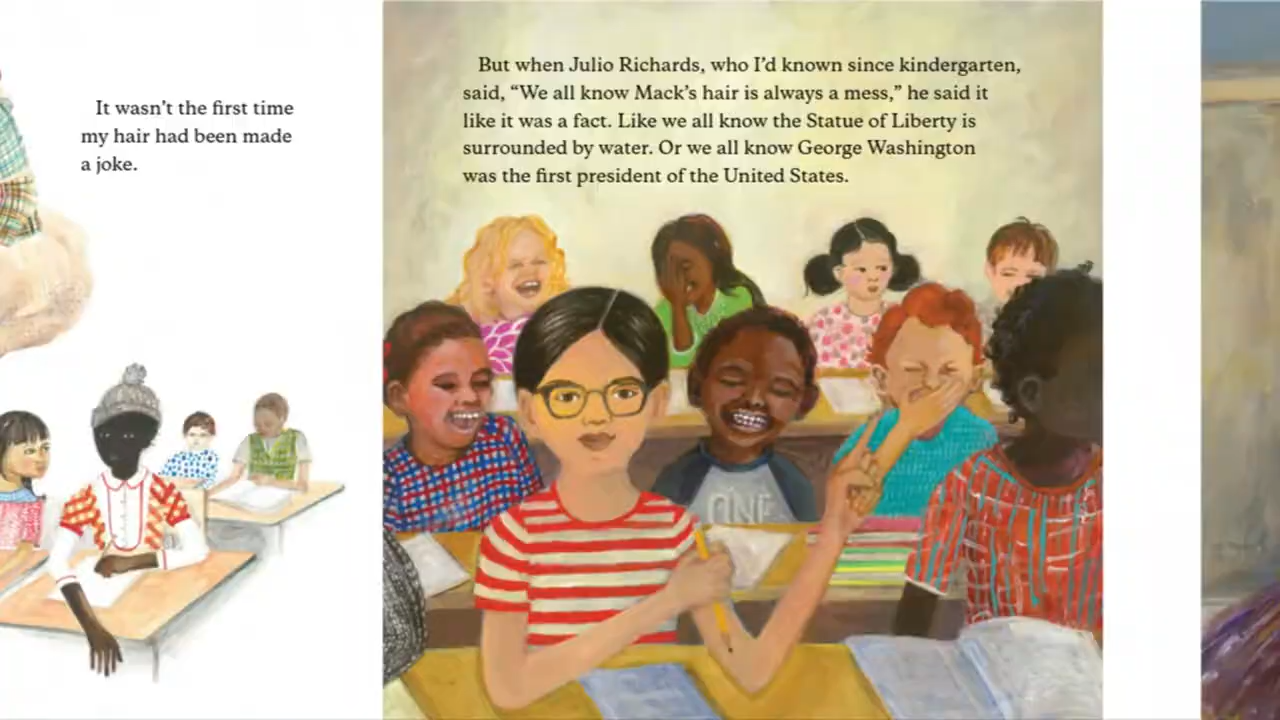 It wasn't the first time
my hair had been made
a joke.
But when Julio Richards, who I'd known since kindergarten,
said, “We all know Mack's hair is always a mess,” he said it
like it was a fact. Like we all know the Statue of Liberty is
surrounded by water. Or we all know George Washington
was the first president of the United States.
ONE